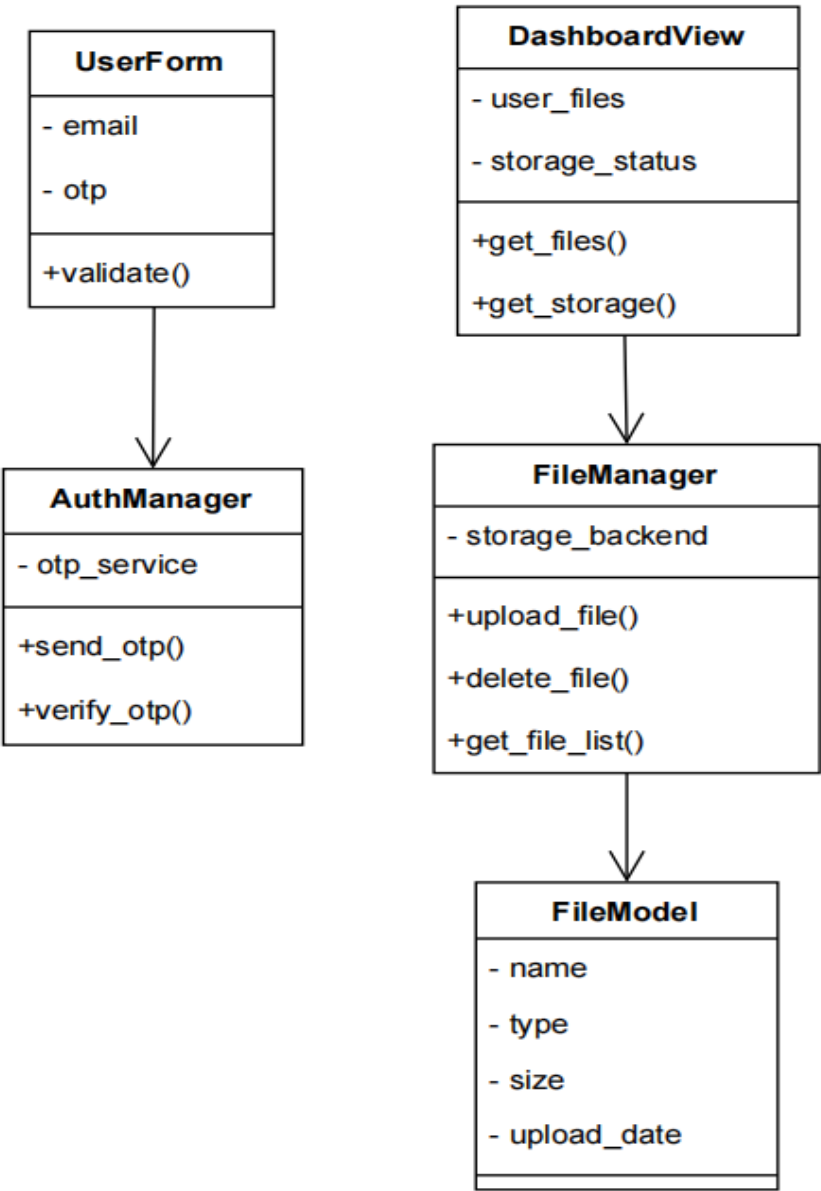 UserForm
- email
- otp
+validate()
AuthManager
- otp_service
+send_otp()
+verify_otp()
DashboardView
- user_files
- storage_status
+get_files()
+get_storage()
FileManager
- storage_backend
+upload_file()
+delete_file()
+get_file_list()
FileModel
- name
- type
- size
- upload_date